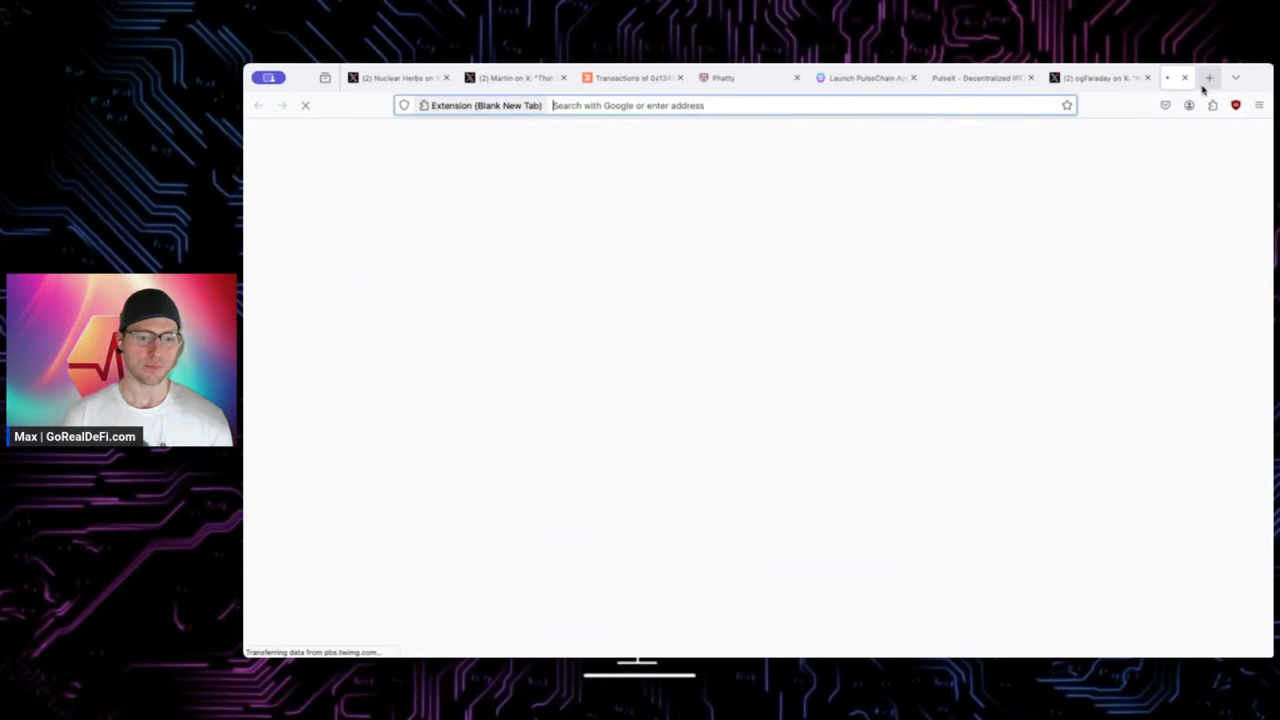 (2) Nuclear Herbs on X
(2) Martin on X: "That
Transactions of 0x134
Phatty
Launch PulseChain Ap
PulseX - Decentralized IPF
(2) ogFaraday on X: "M
Extension (Blank New Tab)
Search with Google or enter address
Max | GoRealDeFi.com
Transferring data from pbs.twimg.com...